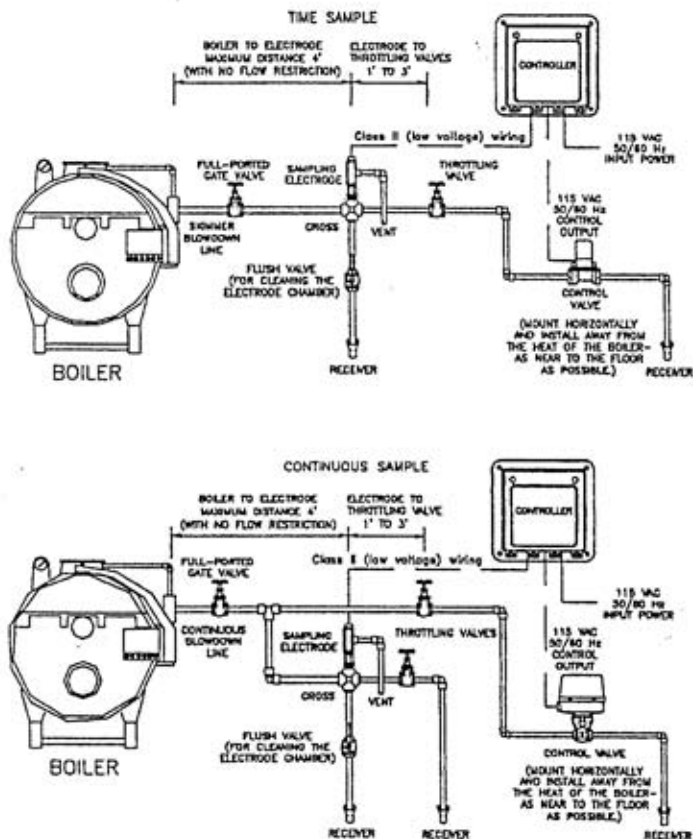 TIME SAMPLE
BOILER TO ELECTRODE
MAXIMUM DISTANCE 4'
(WITH NO FLOW RESTRICTION)
ELECTRODE TO
THROTTLING VALVES
1' TO 3'
CONTROLLER
Class II (low voltage) wiring
115 VAC
50/60 Hz
INPUT POWER
FULL-PORTED
GATE VALVE
SAMPLING
ELECTRODE
THROTTLING
VALVE
115 VAC
50/60 Hz
CONTROL
OUTPUT
SKIMMER
BLOWDOWN
LINE
CROSS
VENT
FLUSH VALVE
(FOR CLEANING THE
ELECTRODE CHAMBER)
CONTROL
VALVE
(MOUNT HORIZONTALLY
AND INSTALL AWAY FROM
THE HEAT OF THE BOILER-
AS NEAR TO THE FLOOR
AS POSSIBLE.)
BOILER
RECEIVER
RECEIVER
CONTINUOUS SAMPLE
BOILER TO ELECTRODE
MAXIMUM DISTANCE 4'
(WITH NO FLOW RESTRICTION)
ELECTRODE TO
THROTTLING VALVE
1' TO 3'
CONTROLLER
Class II (low voltage) wiring
FULL-PORTED
GATE VALVE
115 VAC
50/60 Hz
INPUT POWER
CONTINUOUS
BLOWDOWN
LINE
SAMPLING
ELECTRODE
THROTTLING VALVES
115 VAC
50/60 Hz
CONTROL
OUTPUT
CROSS
VENT
FLUSH VALVE
(FOR CLEANING THE
ELECTRODE CHAMBER)
CONTROL VALVE
(MOUNT HORIZONTALLY
AND INSTALL AWAY FROM
THE HEAT OF THE BOILER-
AS NEAR TO THE FLOOR
AS POSSIBLE.)
BOILER
RECEIVER
RECEIVER
RECEIVER